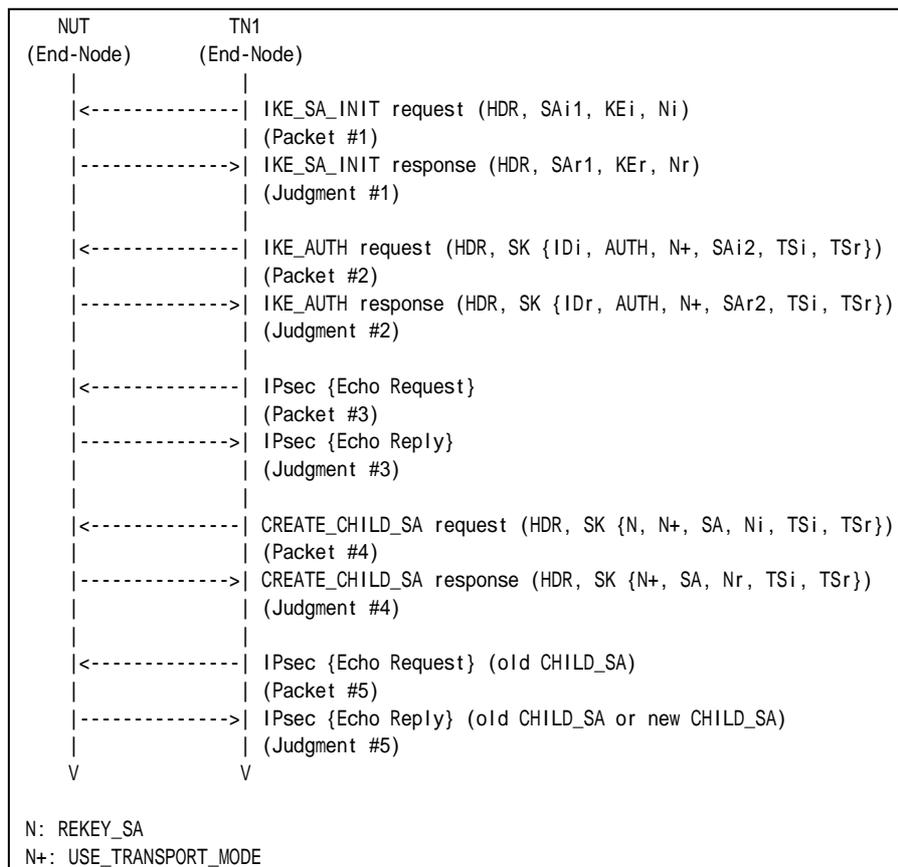 NUT TN1
(End-Node) (End-Node)
| |
|<--------------| IKE_SA_INIT request (HDR, SAi1, KEi, Ni)
| | (Packet #1)
|-------------->| IKE_SA_INIT response (HDR, SAr1, KEr, Nr)
| | (Judgment #1)
| |
|<--------------| IKE_AUTH request (HDR, SK {IDi, AUTH, N+, SAi2, TSi, TSr})
| | (Packet #2)
|-------------->| IKE_AUTH response (HDR, SK {IDr, AUTH, N+, SAr2, TSi, TSr})
| | (Judgment #2)
| |
|<--------------| IPsec {Echo Request}
| | (Packet #3)
|-------------->| IPsec {Echo Reply}
| | (Judgment #3)
| |
|<--------------| CREATE_CHILD_SA request (HDR, SK {N, N+, SA, Ni, TSi, TSr})
| | (Packet #4)
|-------------->| CREATE_CHILD_SA response (HDR, SK {N+, SA, Nr, TSi, TSr})
| | (Judgment #4)
| |
|<--------------| IPsec {Echo Request} (old CHILD_SA)
| | (Packet #5)
|-------------->| IPsec {Echo Reply} (old CHILD_SA or new CHILD_SA)
| | (Judgment #5)
V V
N: REKEY_SA
N+: USE_TRANSPORT_MODE